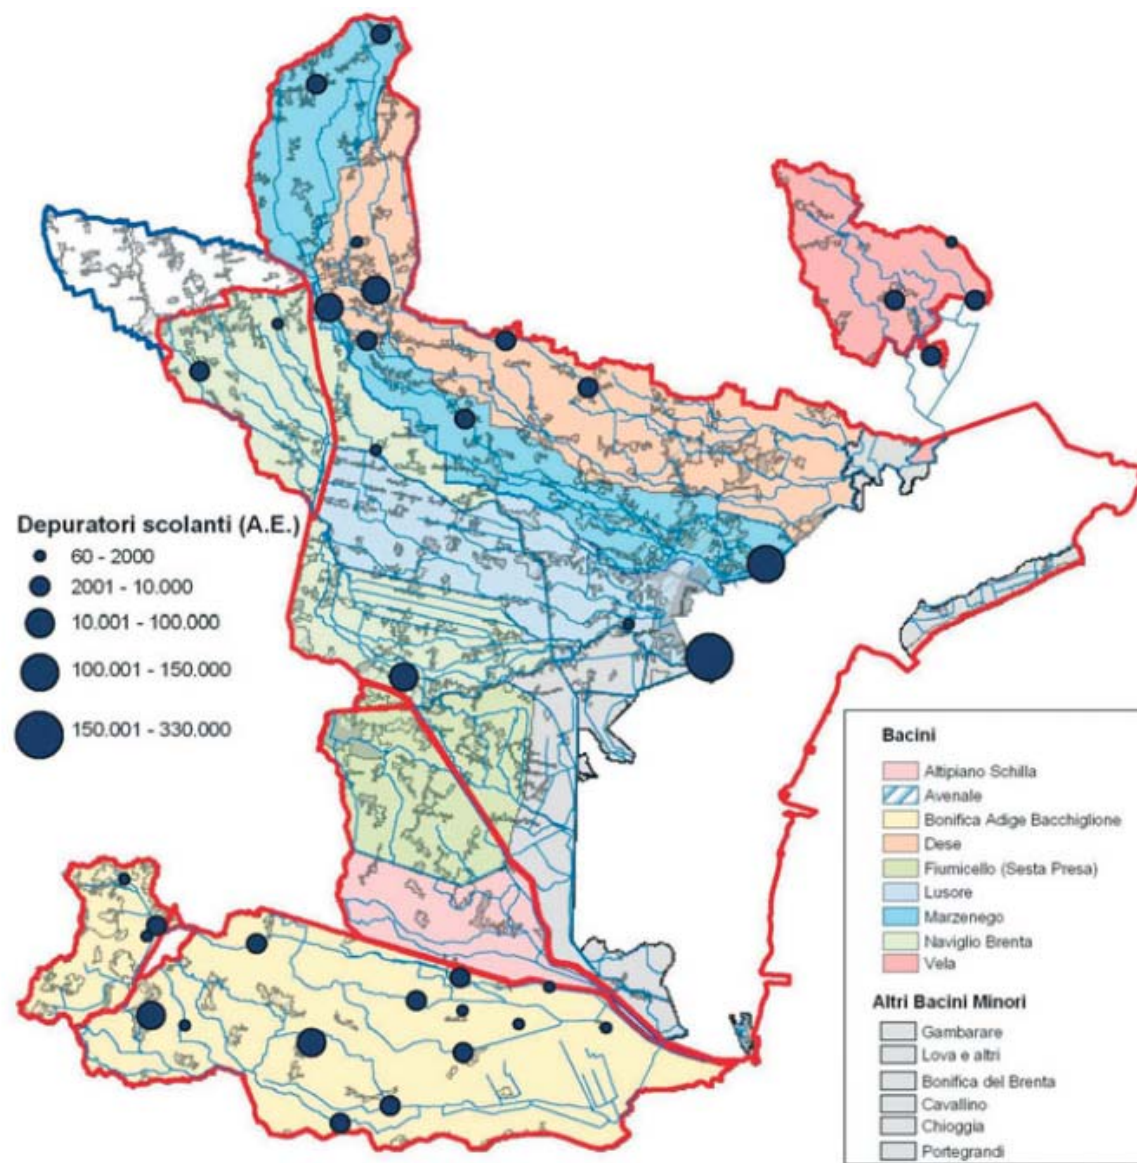 Depuratori scolanti (A.E.)
60 - 2000
2001 - 10.000
10.001 - 100.000
100.001 - 150.000
150.001 - 330.000
Bacini
Altipiano Schilla
Avenale
Bonifica Adige Bacchiglione
Dese
Fiumicello (Sesta Presa)
Lusore
Marzenego
Naviglio Brenta
Vela
Altri Bacini Minori
Gambarare
Lova e altri
Bonifica del Brenta
Cavallino
Chioggia
Portegrandi